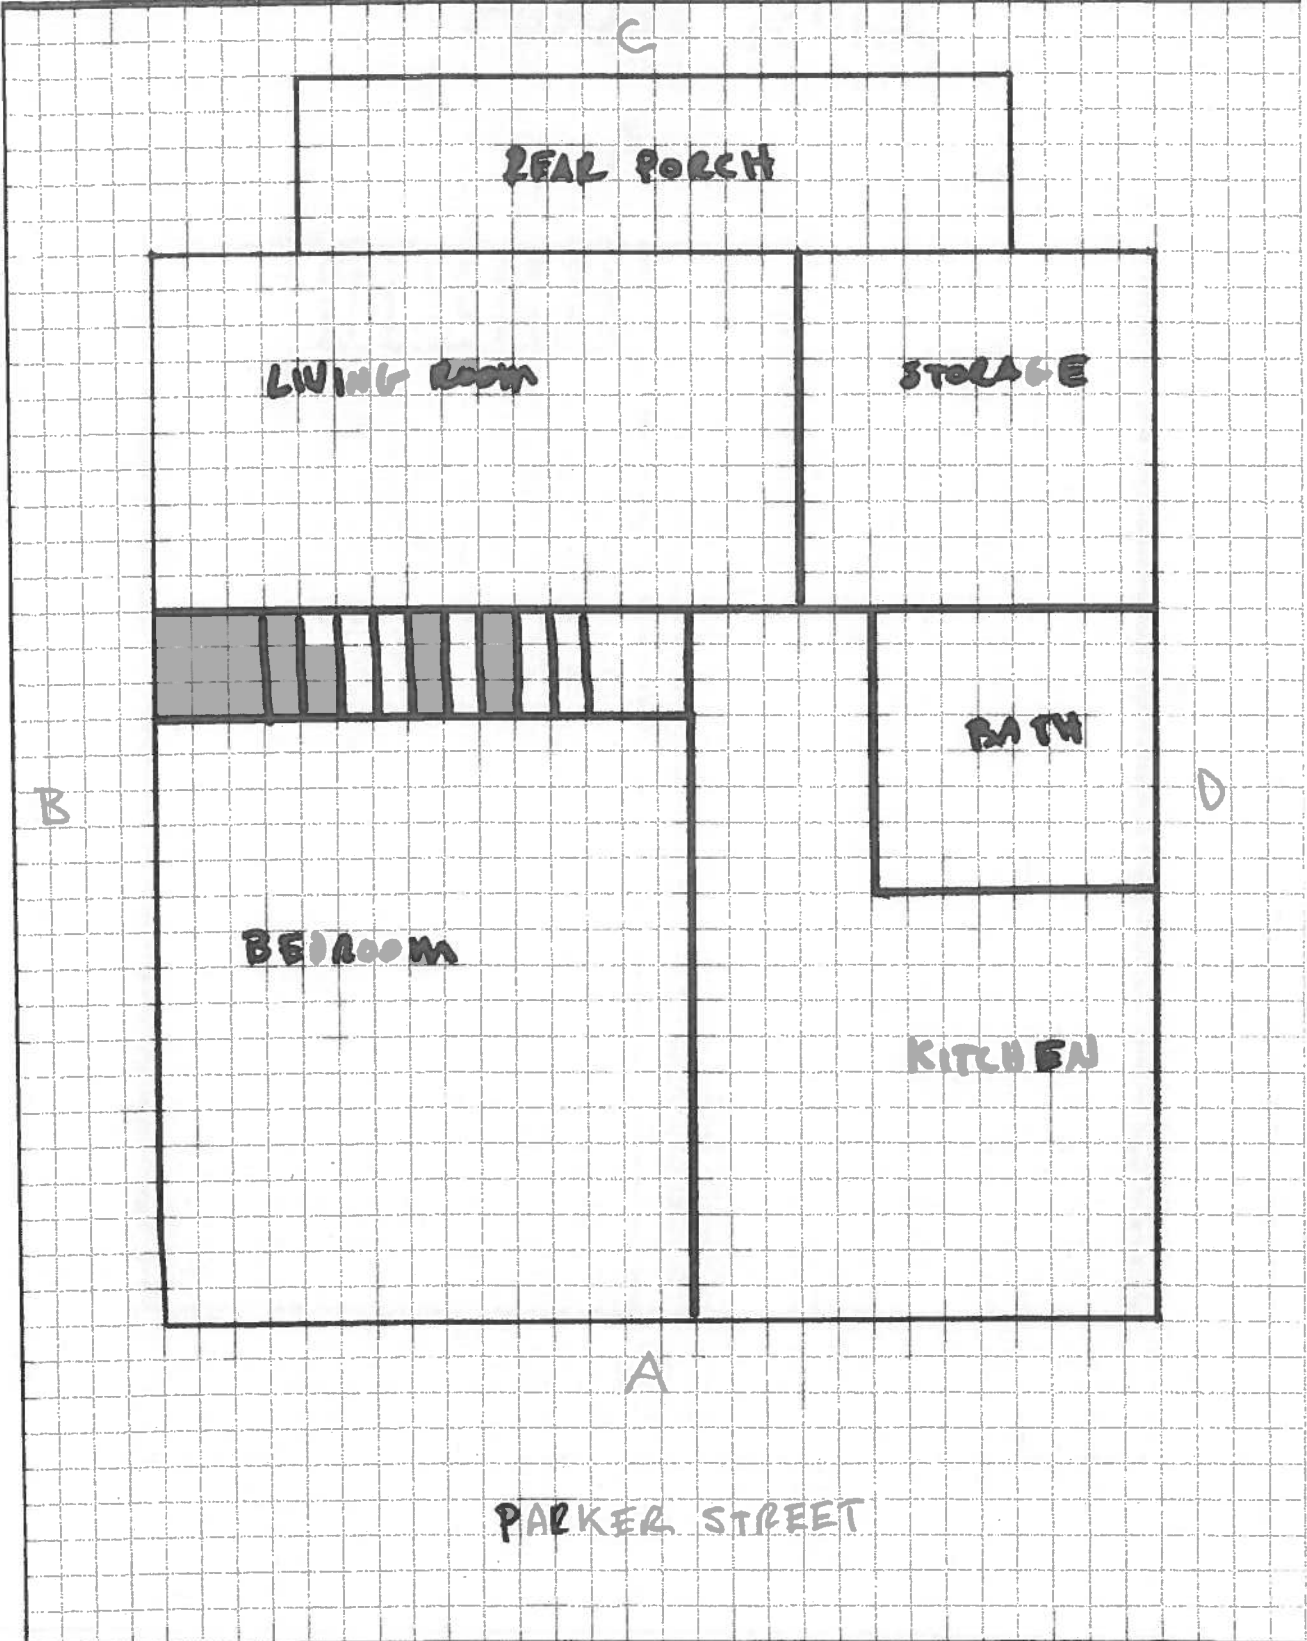 C
REAR PORCH
LIVING ROOM
STORAGE
BATH
B
D
BEDROOM
KITCHEN
A
PARKER STREET